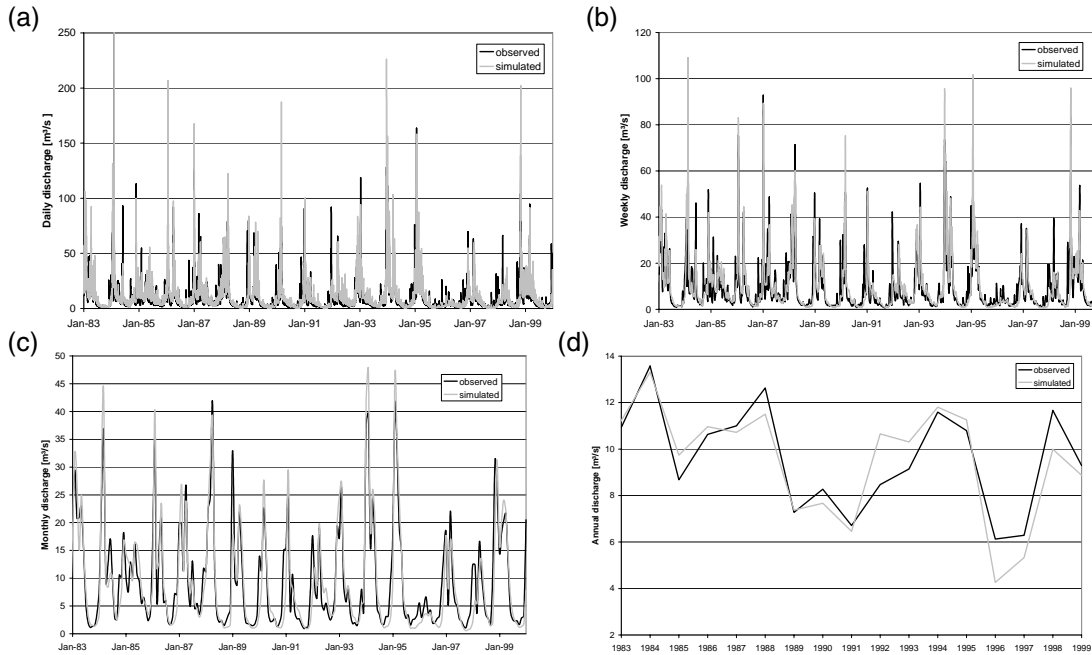 (a)
250
200
150
100
50
0
Daily discharge [m³/s ]
observed
simulated
Jan-83 Jan-85 Jan-87 Jan-89 Jan-91 Jan-93 Jan-95 Jan-97 Jan-99
(b)
120
100
80
60
40
20
0
Weekly discharge [m³/s]
observed
simulated
Jan-83 Jan-85 Jan-87 Jan-89 Jan-91 Jan-93 Jan-95 Jan-97 Jan-99
(c)
50
45
40
35
30
25
20
15
10
5
0
Monthly discharge [m³/s]
observed
simulated
Jan-83 Jan-85 Jan-87 Jan-89 Jan-91 Jan-93 Jan-95 Jan-97 Jan-99
(d)
14
12
10
8
6
4
2
Annual discharge [m³/s]
observed
simulated
1983 1984 1985 1986 1987 1988 1989 1990 1991 1992 1993 1994 1995 1996 1997 1998 1999